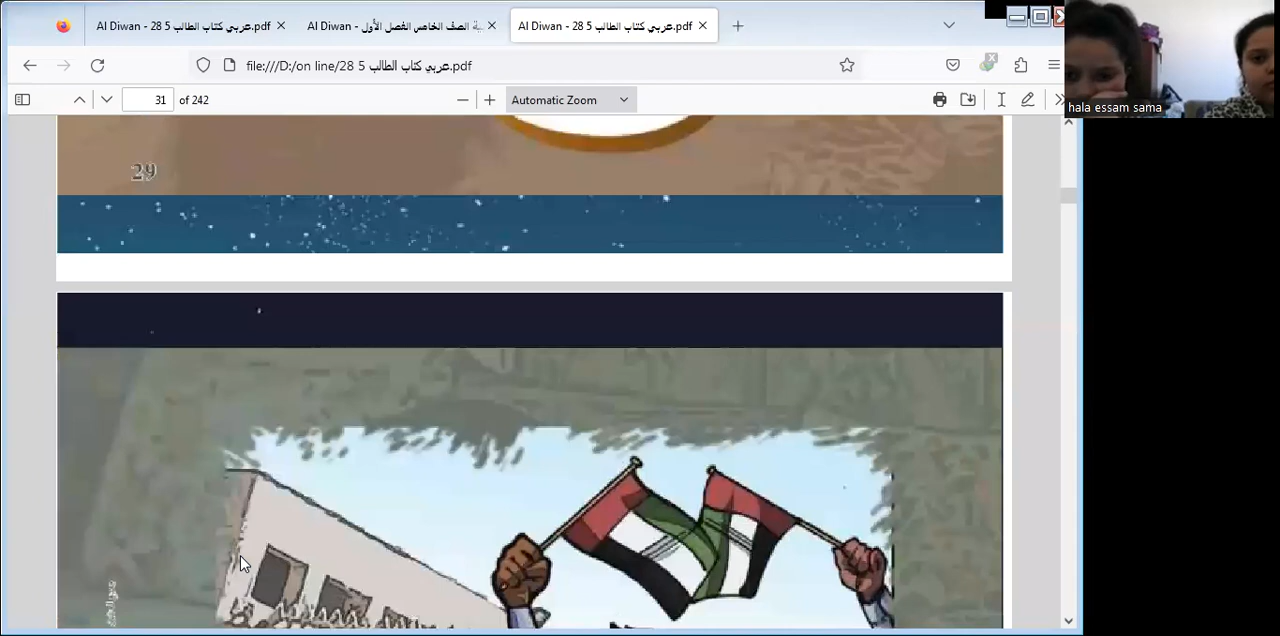 Al Diwan - 28 5 عربي كتاب الطالب.pdf
Al D ية الصف الخامس الفصل الأول
Al Diwan - 28 5 عربي كتاب الطالب.pdf
file:///D:/on line/28 5 عربي كتاب الطالب.pdf
31 of 242
Automatic Zoom
hala essam sama
29